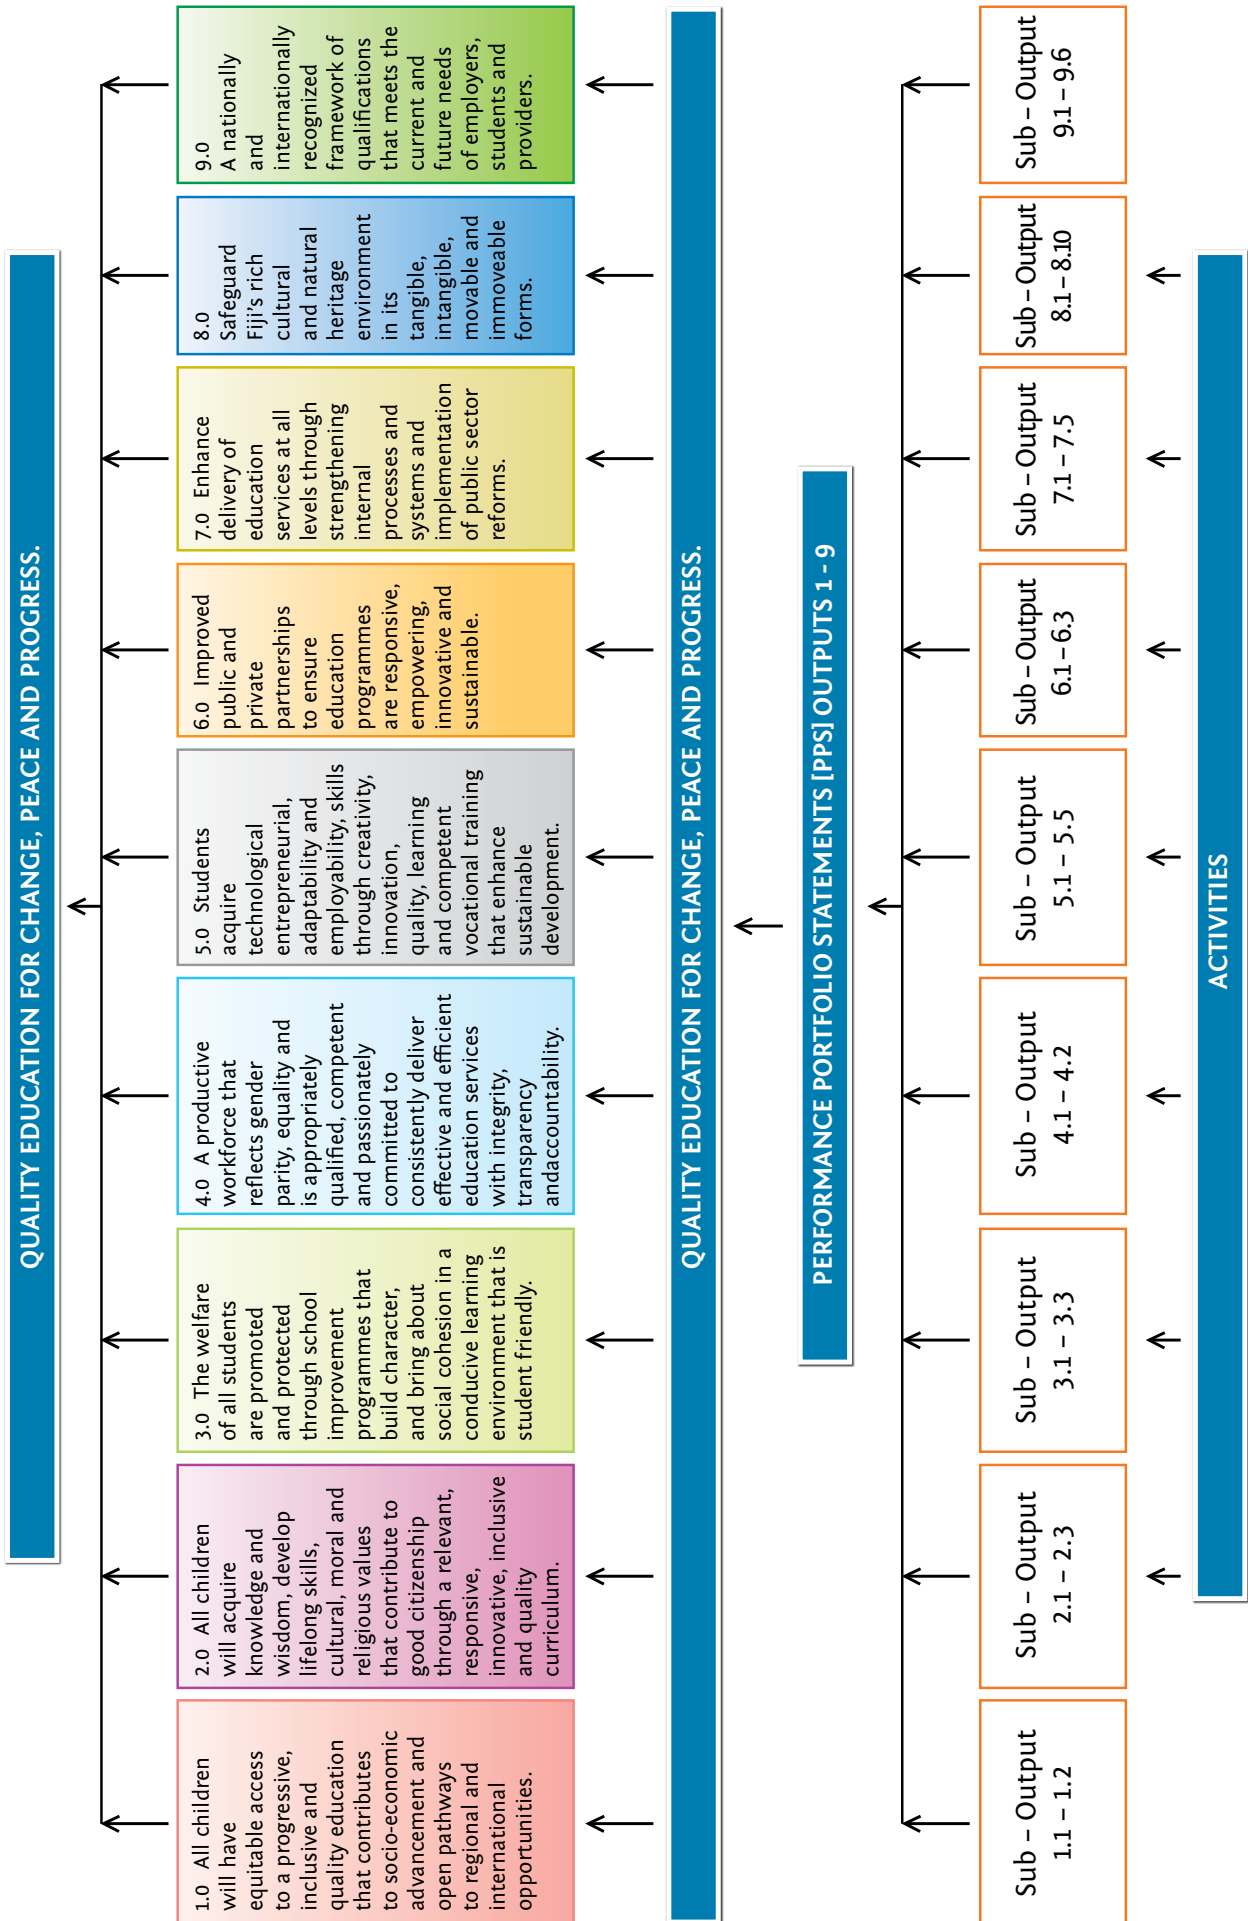 QUALITY EDUCATION FOR CHANGE, PEACE AND PROGRESS.
1.0 All children
will have
equitable access
to a progressive,
inclusive and
quality education
that contributes
to socio-economic
advancement and
open pathways
to regional and
international
opportunities.
2.0 All children
will acquire
knowledge and
wisdom, develop
lifelong skills,
cultural, moral and
religious values
that contribute to
good citizenship
through a relevant,
responsive,
innovative, inclusive
and quality
curriculum.
3.0 The welfare
of all students
are promoted
and protected
through school
improvement
programmes that
build character,
and bring about
social cohesion in a
conducive learning
environment that is
student friendly.
4.0 A productive
workforce that
reflects gender
parity, equality and
is appropriately
qualified, competent
and passionately
committed to
consistently deliver
effective and efficient
education services
with integrity,
transparency
andaccountability.
5.0 Students
acquire
technological
entrepreneurial,
adaptability and
employability, skills
through creativity,
innovation,
quality, learning
and competent
vocational training
that enhance
sustainable
development.
6.0 Improved
public and
private
partnerships
to ensure
education
programmes
are responsive,
empowering,
innovative and
sustainable.
7.0 Enhance
delivery of
education
services at all
levels through
strengthening
internal
processes and
systems and
implementation
of public sector
reforms.
8.0
Safeguard
Fiji's rich
cultural
and natural
heritage
environment
in its
tangible,
intangible,
movable and
immoveable
forms.
9.0
A nationally
and
internationally
recognized
framework of
qualifications
that meets the
current and
future needs
of employers,
students and
providers.
QUALITY EDUCATION FOR CHANGE, PEACE AND PROGRESS.
PERFORMANCE PORTFOLIO STATEMENTS [PPS] OUTPUTS 1 - 9
Sub – Output
1.1 – 1.2
Sub – Output
2.1 – 2.3
Sub – Output
3.1 – 3.3
Sub – Output
4.1 – 4.2
Sub – Output
5.1 – 5.5
Sub – Output
6.1 – 6.3
Sub – Output
7.1 – 7.5
Sub – Output
8.1 – 8.10
Sub – Output
9.1 – 9.6
ACTIVITIES